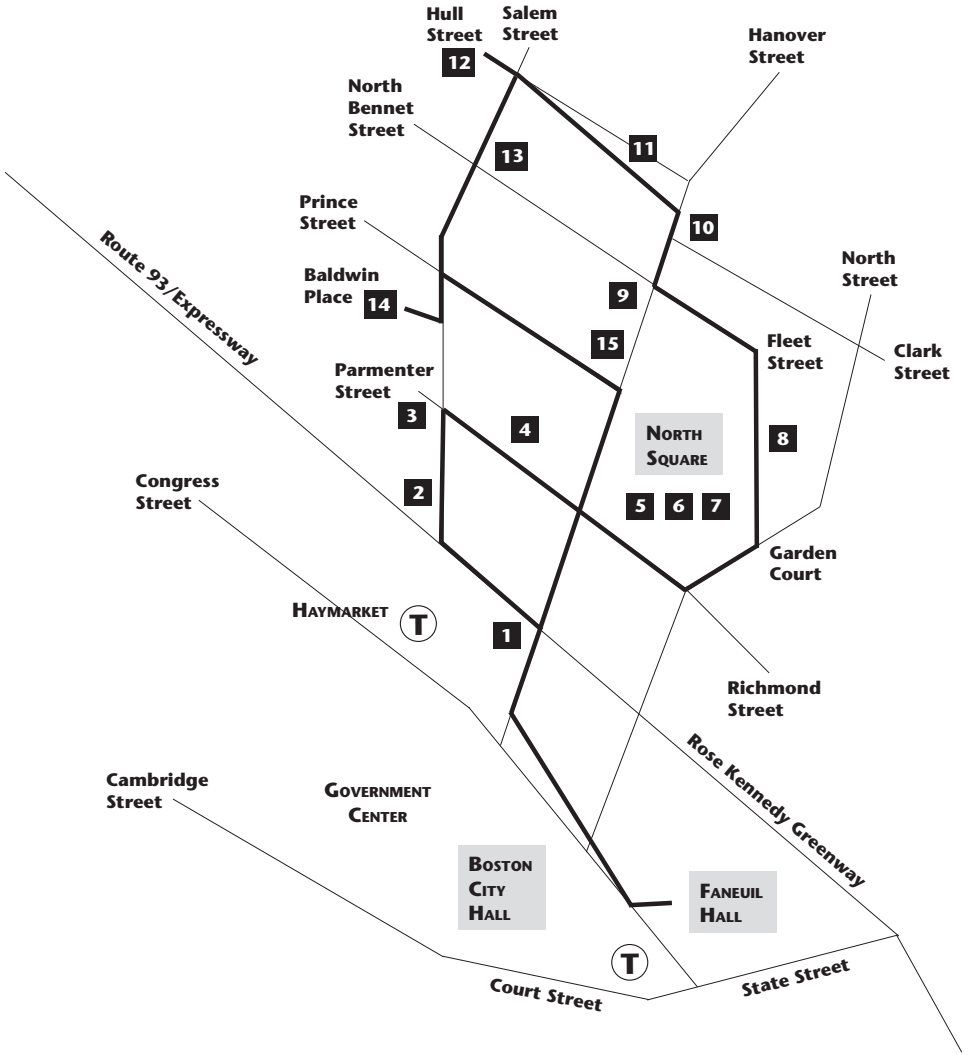 Hull
Street
Salem
Street
Hanover
Street
12
North
Bennet
Street
11
13
Prince
Street
10
Route 93/Expressway
North
Street
Baldwin
Place
14
9
15
Fleet
Street
Clark
Street
Parmenter
Street
3
4
North
Square
8
Congress
Street
2
5 6 7
Garden
Court
Haymarket
T
1
Richmond
Street
Rose Kennedy Greenway
Cambridge
Street
Government
Center
Boston
City
Hall
Faneuil
Hall
T
Court Street
State Street